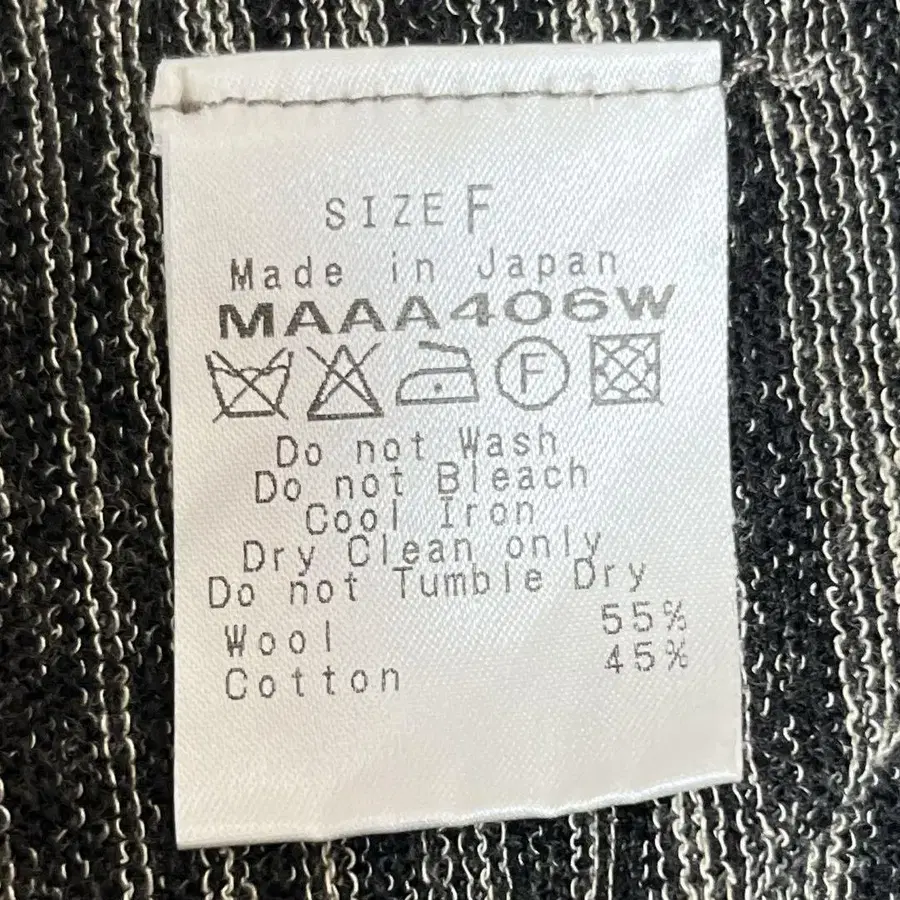 SIZE F
Made in Japan
MAAA406W
F
Do not Wash
Do not Bleach
Cool Iron
Dry Clean only
Do not Tumble Dry
Wool 55%
Cotton 45%